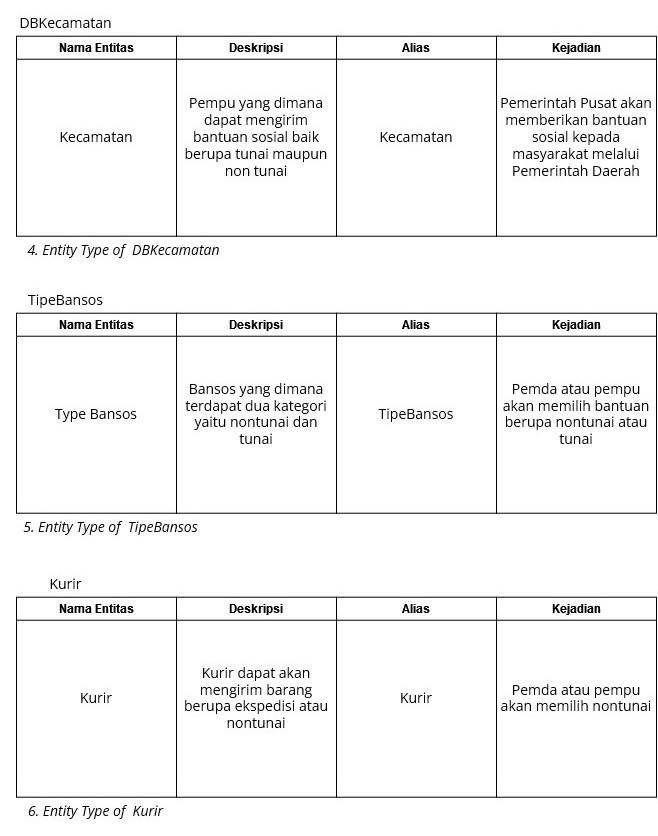 DBKecamatan
Nama Entitas Deskripsi Alias Kejadian
Kecamatan
Pempu yang dimana
dapat mengirim
bantuan sosial baik
berupa tunai maupun
non tunai
Kecamatan
Pemerintah Pusat akan
memberikan bantuan
sosial kepada
masyarakat melalui
Pemerintah Daerah
4. Entity Type of DBKecamatan
TipeBansos
Nama Entitas Deskripsi Alias Kejadian
Type Bansos
Bansos yang dimana
terdapat dua kategori
yaitu nontunai dan
tunai
TipeBansos
Pemda atau pempu
akan memilih bantuan
berupa nontunai atau
tunai
5. Entity Type of TipeBansos
Kurir
Nama Entitas Deskripsi Alias Kejadian
Kurir
Kurir dapat akan
mengirim barang
berupa ekspedisi atau
nontunai
Kurir
Pemda atau pempu
akan memilih nontunai
6. Entity Type of Kurir